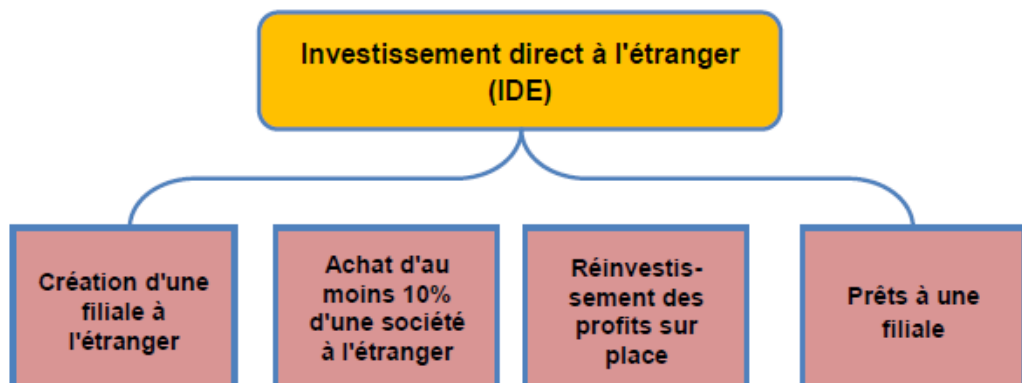 Investissement direct à l'étranger
(IDE)
Création d'une
filiale à
l'étranger
Achat d'au
moins 10%
d'une société
à l'étranger
Réinvestis-
sement des
profits sur
place
Prêts à une
filiale